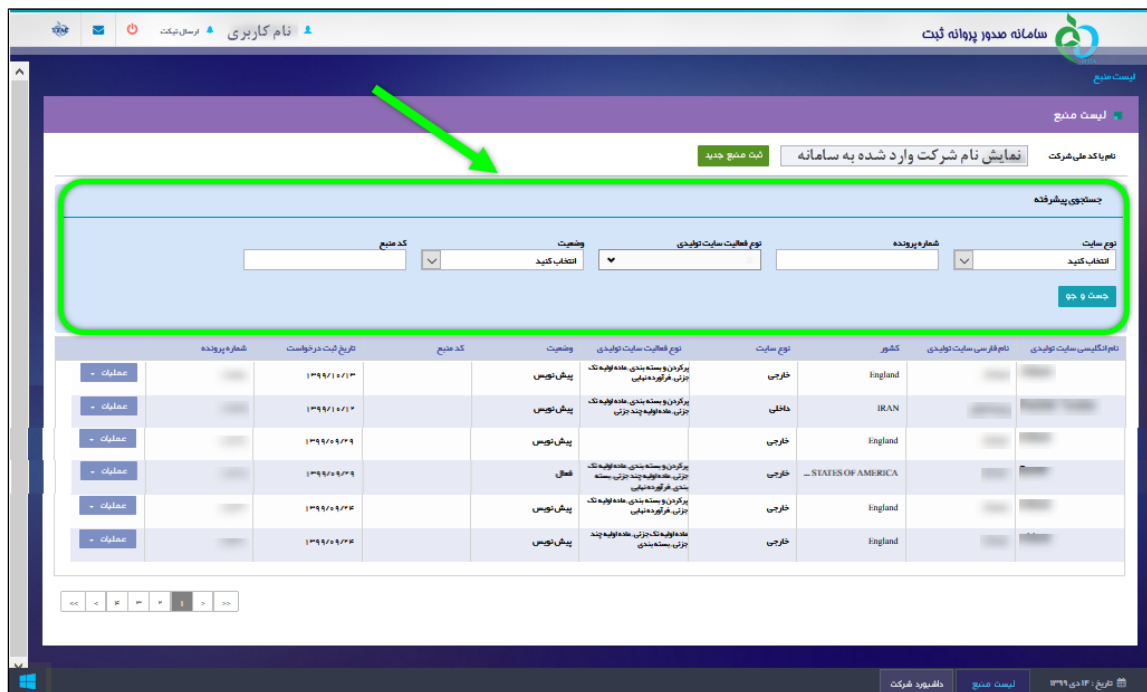 سامانه صدور پروانه ثبت
نام کاربری
ارسال تیکت
لیست منبع
لیست منبع
نام یا کد ملی شرکت
نمایش نام شرکت وارد شده به سامانه
ثبت منبع جدید
جستجوی پیشرفته
نوع سایت شماره پرونده نوع فعالیت سایت تولیدی وضعیت کد منبع
انتخاب کنید انتخاب کنید
جست و جو
نام انگلیسی سایت تولیدی نام فارسی سایت تولیدی کشور نوع سایت نوع فعالیت سایت تولیدی وضعیت کد منبع تاریخ ثبت درخواست شماره پرونده
England خارجی پرکردن و بسته بندی، ماده اولیه تک پیش نویس ۱۳۹۹/۱۰/۱۳ عملیات
جزئی، فرآورده نهایی
IRAN داخلی پرکردن و بسته بندی، ماده اولیه تک پیش نویس ۱۳۹۹/۱۰/۱۲ عملیات
جزئی، ماده اولیه چند جزئی
England خارجی پیش نویس ۱۳۹۹/۰۹/۲۹ عملیات
STATES OF AMERICA ... خارجی پرکردن و بسته بندی، ماده اولیه تک فعال ۱۳۹۹/۰۹/۲۹ عملیات
جزئی، ماده اولیه چند جزئی، بسته
بندی، فرآورده نهایی
England خارجی پرکردن و بسته بندی، ماده اولیه تک پیش نویس ۱۳۹۹/۰۹/۲۴ عملیات
جزئی، فرآورده نهایی
England خارجی ماده اولیه تک جزئی، ماده اولیه چند پیش نویس ۱۳۹۹/۰۹/۲۴ عملیات
جزئی، بسته بندی
<< < ۱ ۲ ۳ ۴ > >>
تاریخ : ۱۴ دی ۱۳۹۹
لیست منبع
داشبورد شرکت